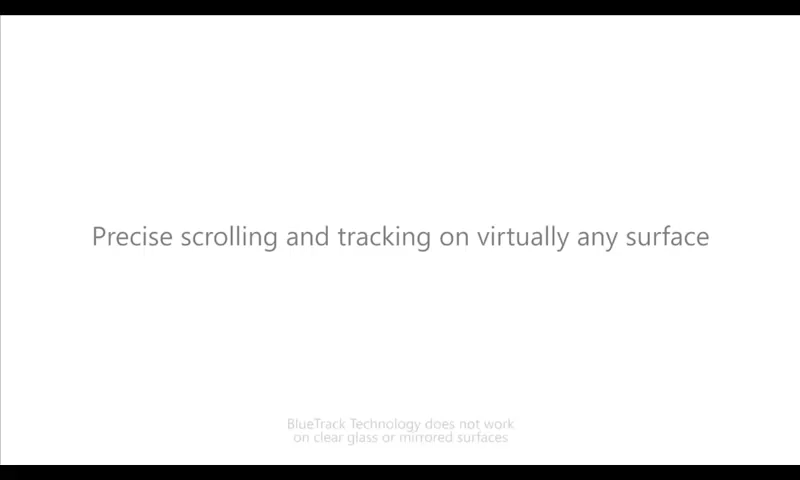 Precise scrolling and tracking on virtually any surface
BlueTrack Technology does not work
on clear glass or mirrored surfaces